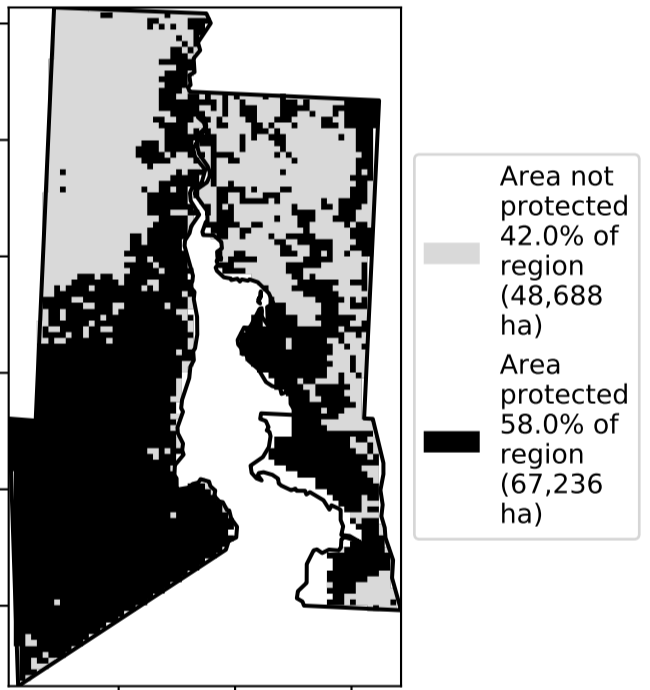 Area not
protected
42.0% of
region
(48,688
ha)
Area
protected
58.0% of
region
(67,236
ha)